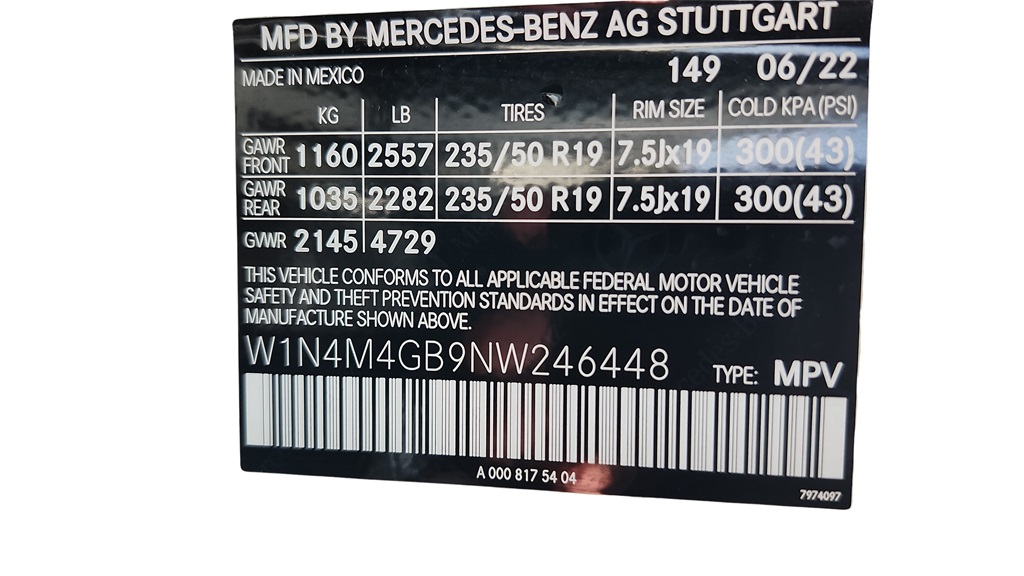 MFD BY MERCEDES-BENZ AG STUTTGART
MADE IN MEXICO 149 06/22
KG LB TIRES RIM SIZE COLD KPA (PSI)
GAWR FRONT 1160 2557 235/50 R19 7.5Jx19 300(43)
GAWR REAR 1035 2282 235/50 R19 7.5Jx19 300(43)
GVWR 2145 4729
THIS VEHICLE CONFORMS TO ALL APPLICABLE FEDERAL MOTOR VEHICLE
SAFETY AND THEFT PREVENTION STANDARDS IN EFFECT ON THE DATE OF
MANUFACTURE SHOWN ABOVE.
W1N4M4GB9NW246448 TYPE: MPV
A 000 817 54 04
7974097